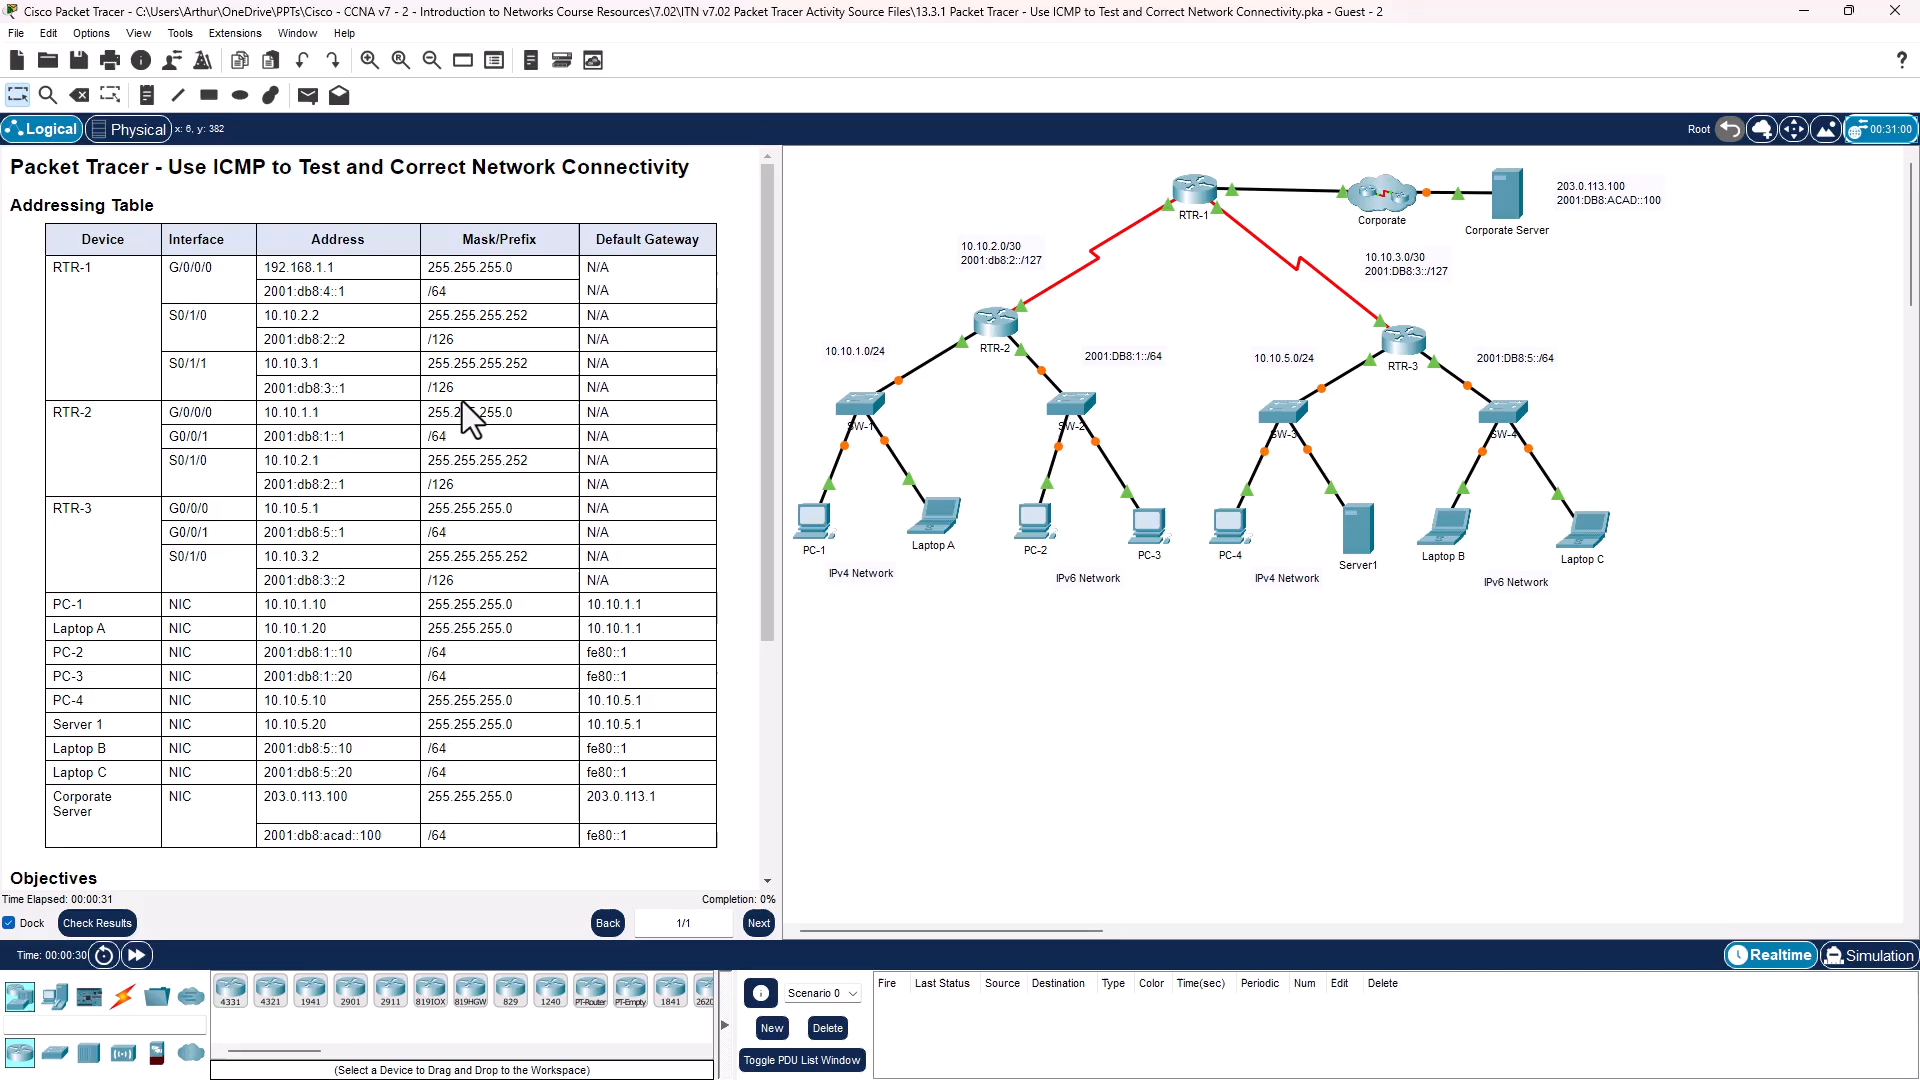 Cisco Packet Tracer - C:\Users\Arthur\OneDrive\PPTs\Cisco - CCNA v7 - 2 - Introduction to Networks Course Resources\7.02\ITN v7.02 Packet Tracer Activity Source Files\13.3.1 Packet Tracer - Use ICMP to Test and Correct Network Connectivity.pka - Guest - 2
File Edit Options View Tools Extensions Window Help
?
Logical Physical x: 6, y: 382 Root 00:31:00
Packet Tracer - Use ICMP to Test and Correct Network Connectivity
Addressing Table
Device Interface Address Mask/Prefix Default Gateway
RTR-1 G/0/0/0 192.168.1.1 255.255.255.0 N/A
2001:db8:4::1 /64 N/A
S0/1/0 10.10.2.2 255.255.255.252 N/A
2001:db8:2::2 /126 N/A
S0/1/1 10.10.3.1 255.255.255.252 N/A
2001:db8:3::1 /126 N/A
RTR-2 G/0/0/0 10.10.1.1 N/A
G0/0/1 2001:db8:1::1 /64 N/A
S0/1/0 10.10.2.1 255.255.255.252 N/A
2001:db8:2::1 /126 N/A
RTR-3 G0/0/0 10.10.5.1 255.255.255.0 N/A
G0/0/1 2001:db8:5::1 /64 N/A
S0/1/0 10.10.3.2 255.255.255.252 N/A
2001:db8:3::2 /126 N/A
PC-1 NIC 10.10.1.10 255.255.255.0 10.10.1.1
Laptop A NIC 10.10.1.20 255.255.255.0 10.10.1.1
PC-2 NIC 2001:db8:1::10 /64 fe80::1
PC-3 NIC 2001:db8:1::20 /64 fe80::1
PC-4 NIC 10.10.5.10 255.255.255.0 10.10.5.1
Server 1 NIC 10.10.5.20 255.255.255.0 10.10.5.1
Laptop B NIC 2001:db8:5::10 /64 fe80::1
Laptop C NIC 2001:db8:5::20 /64 fe80::1
Corporate Server NIC 203.0.113.100 255.255.255.0 203.0.113.1
2001:db8:acad::100 /64 fe80::1
Objectives
Time Elapsed: 00:00:31 Completion: 0%
Dock Check Results Back 1/1 Next
RTR-1
Corporate
Corporate Server
203.0.113.100
2001:DB8:ACAD::100
10.10.2.0/30
2001:db8:2::/127
10.10.3.0/30
2001:DB8:3::/127
RTR-2
RTR-3
10.10.1.0/24
2001:DB8:1::/64
10.10.5.0/24
2001:DB8:5::/64
SW-1
SW-2
SW-3
SW-4
PC-1
Laptop A
PC-2
PC-3
PC-4
Server1
Laptop B
Laptop C
IPv4 Network
IPv6 Network
IPv4 Network
IPv6 Network
Time: 00:00:30 Realtime Simulation
4331 4321 1941 2901 2911 819IOX 819HGW 829 1240 PT-Router PT-Empty 1841
(Select a Device to Drag and Drop to the Workspace)
Scenario 0
New Delete
Toggle PDU List Window
Fire Last Status Source Destination Type Color Time(sec) Periodic Num Edit Delete